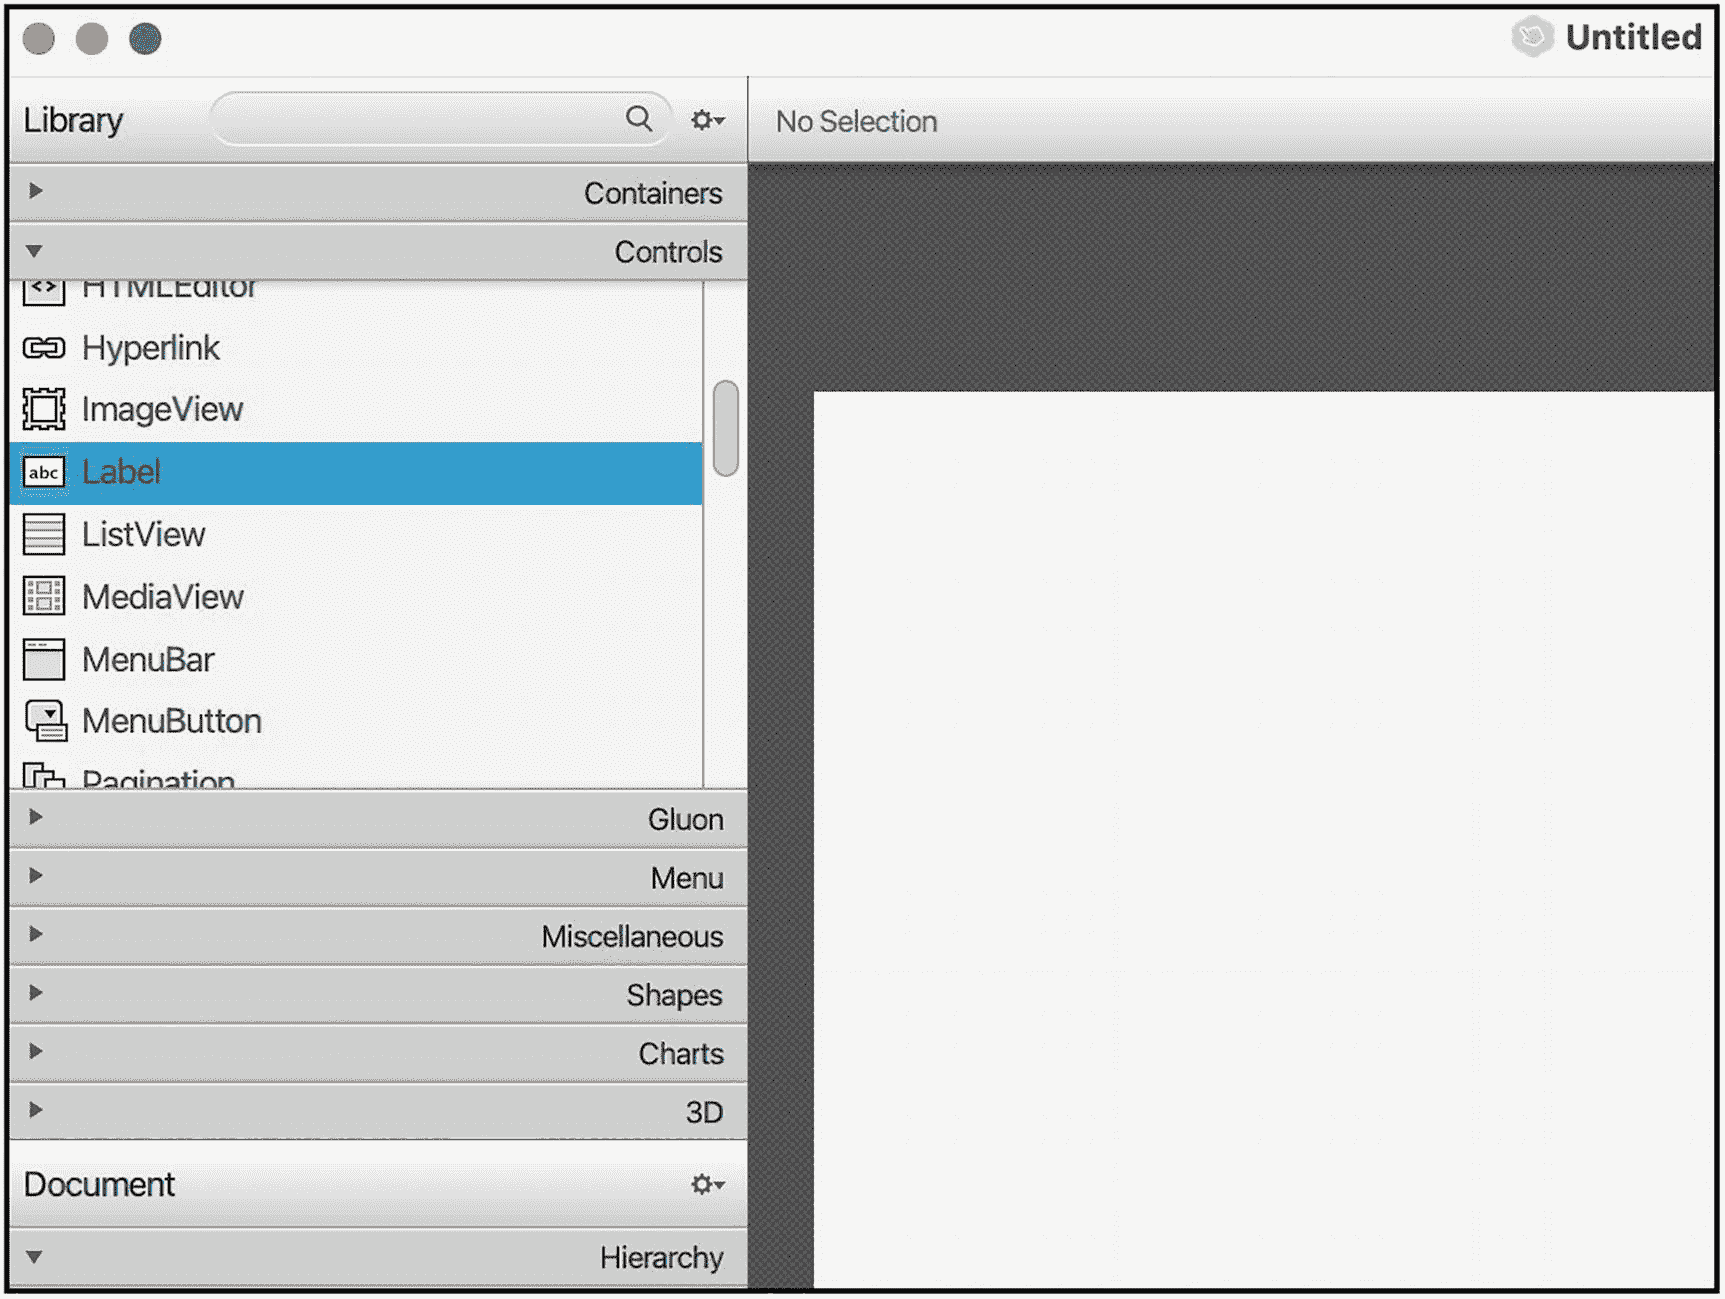 Untitled
Library
No Selection
Containers
Controls
HTMLEditor
Hyperlink
ImageView
abc Label
ListView
MediaView
MenuBar
MenuButton
Pagination
Gluon
Menu
Miscellaneous
Shapes
Charts
3D
Document
Hierarchy